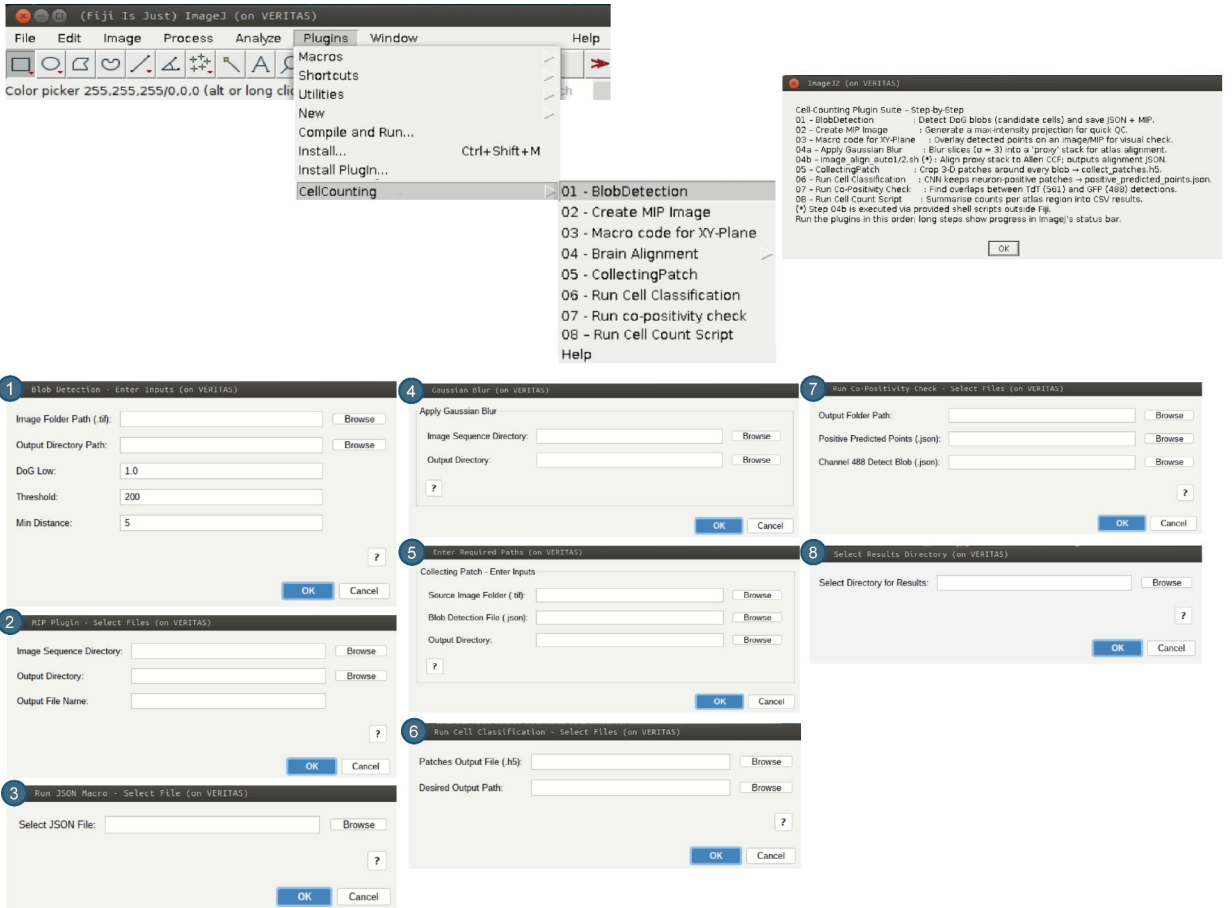 (Fiji Is Just) ImageJ (on VERITAS)
File Edit Image Process Analyze Plugins Window Help
Color picker 255,255,255/0,0,0 (alt or long clic
Macros
Shortcuts
Utilities
New
Compile and Run...
Install... Ctrl+Shift+M
Install Plugin...
CellCounting
01 - BlobDetection
02 - Create MIP Image
03 - Macro code for XY-Plane
04 - Brain Alignment
05 - CollectingPatch
06 - Run Cell Classification
07 - Run co-positivity check
08 - Run Cell Count Script
Help
ImageJ2 (on VERITAS)
Cell-Counting Plugin Suite - Step-by-Step
01 - BlobDetection : Detect DoG blobs (candidate cells) and save JSON + MIP.
02 - Create MIP Image : Generate a max-intensity projection for quick QC.
03 - Macro code for XY-Plane : Overlay detected points on an image/MIP for visual check.
04a - Apply Gaussian Blur : Blur slices (σ = 3) into a 'proxy' stack for atlas alignment.
04b - image_align_auto1/2.sh (*) : Align proxy stack to Allen CCF; outputs alignment JSON.
05 - CollectingPatch : Crop 3-D patches around every blob → collect_patches.h5.
06 - Run Cell Classification : CNN keeps neuron-positive patches → positive_predicted_points.json.
07 - Run Co-Positivity Check : Find overlaps between TdT (561) and GFP (488) detections.
08 - Run Cell Count Script : Summarise counts per atlas region into CSV results.
(*) Step 04b is executed via provided shell scripts outside Fiji.
Run the plugins in this order; long steps show progress in ImageJ's status bar.
OK
1 Blob Detection - Enter Inputs (on VERITAS)
Image Folder Path (.tif): Browse
Output Directory Path: Browse
DoG Low: 1.0
Threshold: 200
Min Distance: 5
?
OK Cancel
2 MIP Plugin - Select Files (on VERITAS)
Image Sequence Directory: Browse
Output Directory: Browse
Output File Name:
?
OK Cancel
3 Run JSON Macro - Select File (on VERITAS)
Select JSON File: Browse
?
OK Cancel
4 Gaussian Blur (on VERITAS)
Apply Gaussian Blur
Image Sequence Directory: Browse
Output Directory: Browse
?
OK Cancel
5 Enter Required Paths (on VERITAS)
Collecting Patch - Enter Inputs
Source Image Folder (.tif): Browse
Blob Detection File (.json): Browse
Output Directory: Browse
?
OK Cancel
6 Run Cell Classification - Select Files (on VERITAS)
Patches Output File (.h5): Browse
Desired Output Path: Browse
?
OK Cancel
7 Run Co-Positivity Check - Select Files (on VERITAS)
Output Folder Path: Browse
Positive Predicted Points (.json): Browse
Channel 488 Detect Blob (.json): Browse
?
OK Cancel
8 Select Results Directory (on VERITAS)
Select Directory for Results: Browse
?
OK Cancel